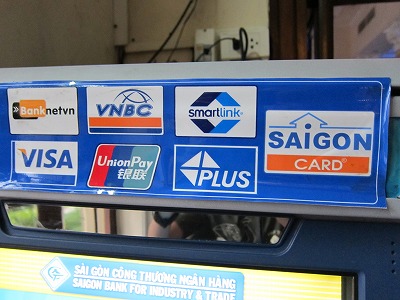 Banknetvn
VNBC
smartlink
SAIGON
CARD
VISA
UnionPay
银联
PLUS
SÀI GÒN CÔNG THƯƠNG NGÂN HÀNG
SAIGON BANK FOR INDUSTRY & TRADE